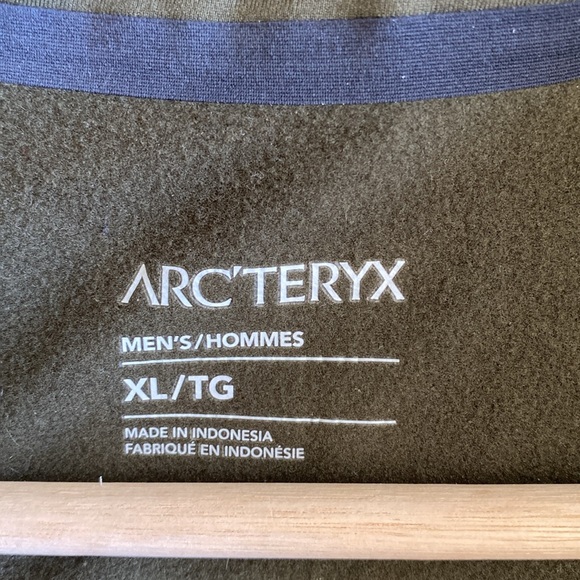 ARC'TERYX
MEN'S/HOMMES
XL/TG
MADE IN INDONESIA
FABRIQUÉ EN INDONÉSIE